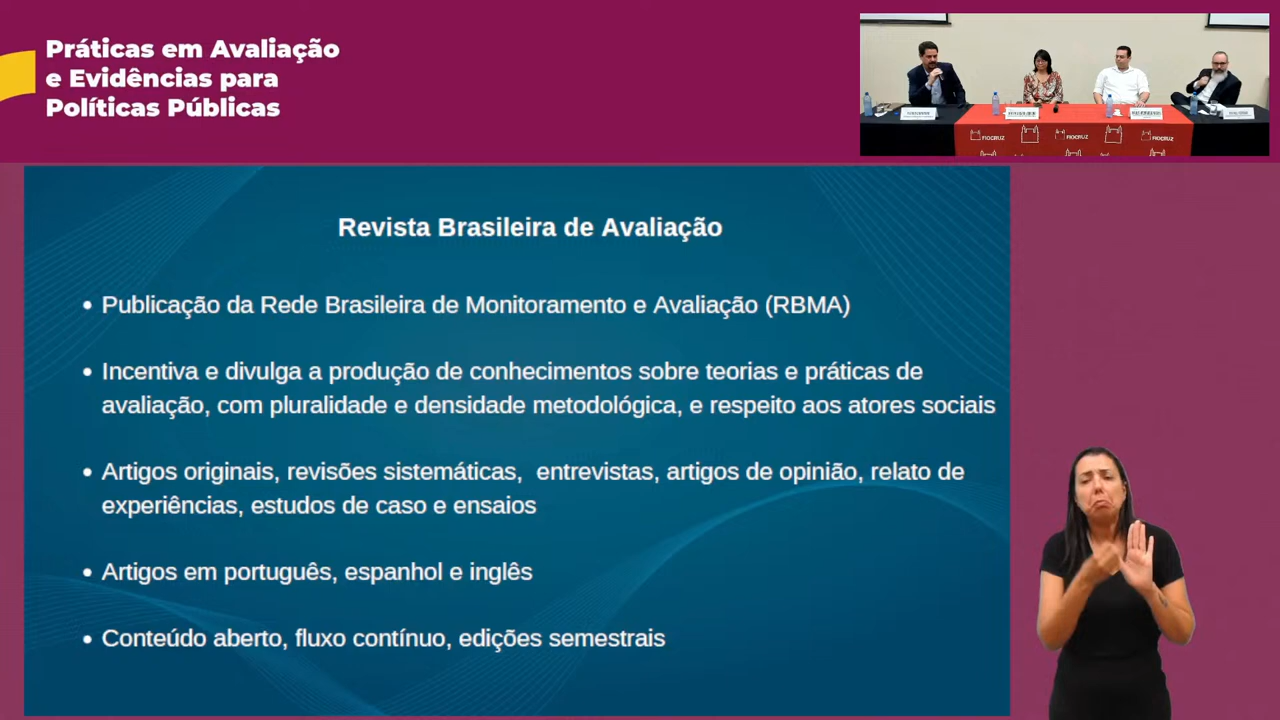 Práticas em Avaliação
e Evidências para
Políticas Públicas
FIOCRUZ
FIOCRUZ
FIOCRUZ
Revista Brasileira de Avaliação
• Publicação da Rede Brasileira de Monitoramento e Avaliação (RBMA)
• Incentiva e divulga a produção de conhecimentos sobre teorias e práticas de
avaliação, com pluralidade e densidade metodológica, e respeito aos atores sociais
• Artigos originais, revisões sistemáticas, entrevistas, artigos de opinião, relato de
experiências, estudos de caso e ensaios
• Artigos em português, espanhol e inglês
• Conteúdo aberto, fluxo contínuo, edições semestrais